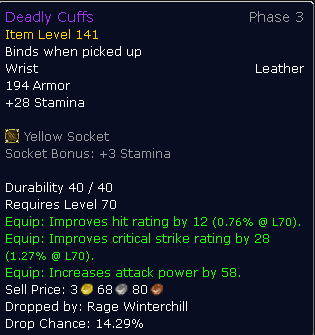 Deadly Cuffs Phase 3
Item Level 141
Binds when picked up
Wrist Leather
194 Armor
+28 Stamina
Yellow Socket
Socket Bonus: +3 Stamina
Durability 40 / 40
Requires Level 70
Equip: Improves hit rating by 12 (0.76% @ L70).
Equip: Improves critical strike rating by 28
(1.27% @ L70).
Equip: Increases attack power by 58.
Sell Price: 3 68 80
Dropped by: Rage Winterchill
Drop Chance: 14.29%